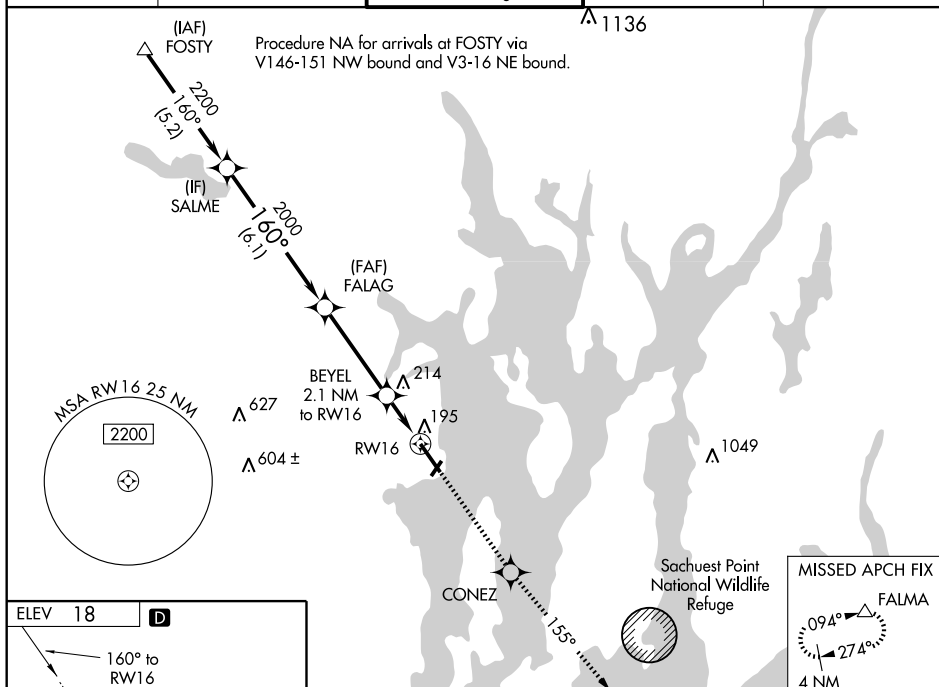 1136
(IAF)
FOSTY
Procedure NA for arrivals at FOSTY via
V146-151 NW bound and V3-16 NE bound.
2200
160°
(5.2)
(IF)
SALME
2000
160°
(6.1)
(FAF)
FALAG
BEYEL
2.1 NM
to RW16
214
195
RW16
MSA RW16 25 NM
2200
627
604 ±
1049
CONEZ
155°
Sachuest Point
National Wildlife
Refuge
MISSED APCH FIX
FALMA
094°
274°
4 NM
ELEV 18
D
160° to
RW16